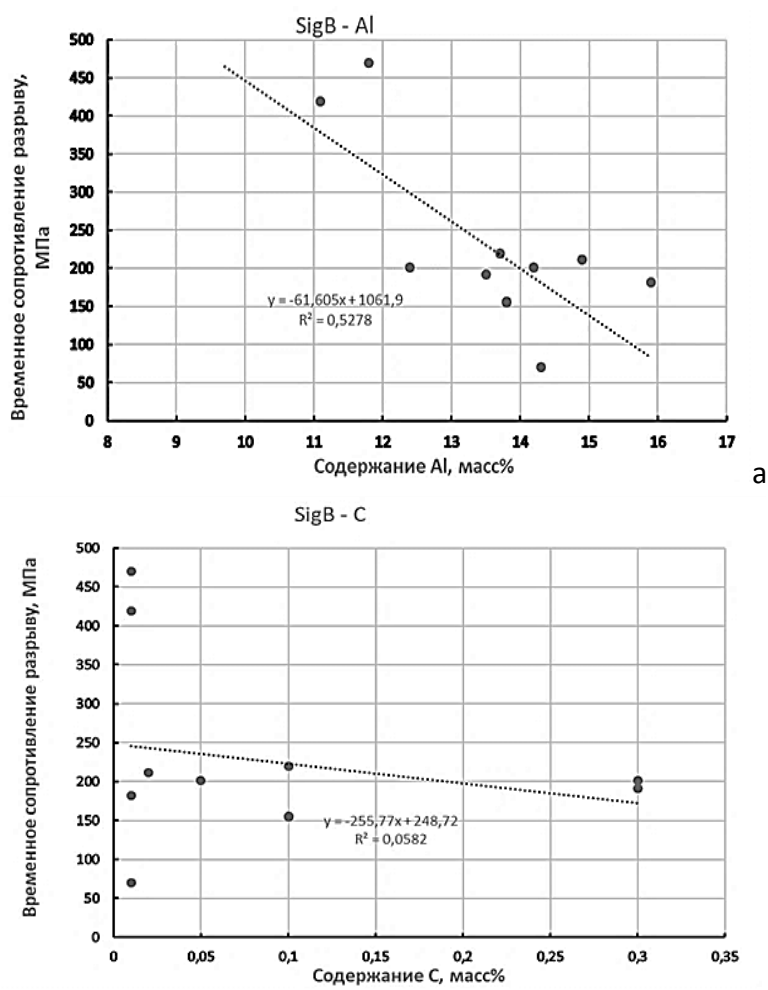 SigB - Al
Временное сопротивление разрыву,
МПа
500
450
400
350
300
250
200
150
100
50
0
y = -61,605x + 1061,9
R² = 0,5278
8 9 10 11 12 13 14 15 16 17
Содержание Al, масс%
а
SigB - C
Временное сопротивление разрыву, МПа
500
450
400
350
300
250
200
150
100
50
0
y = -255,77x + 248,72
R² = 0,0582
0 0,05 0,1 0,15 0,2 0,25 0,3 0,35
Содержание С, масс%